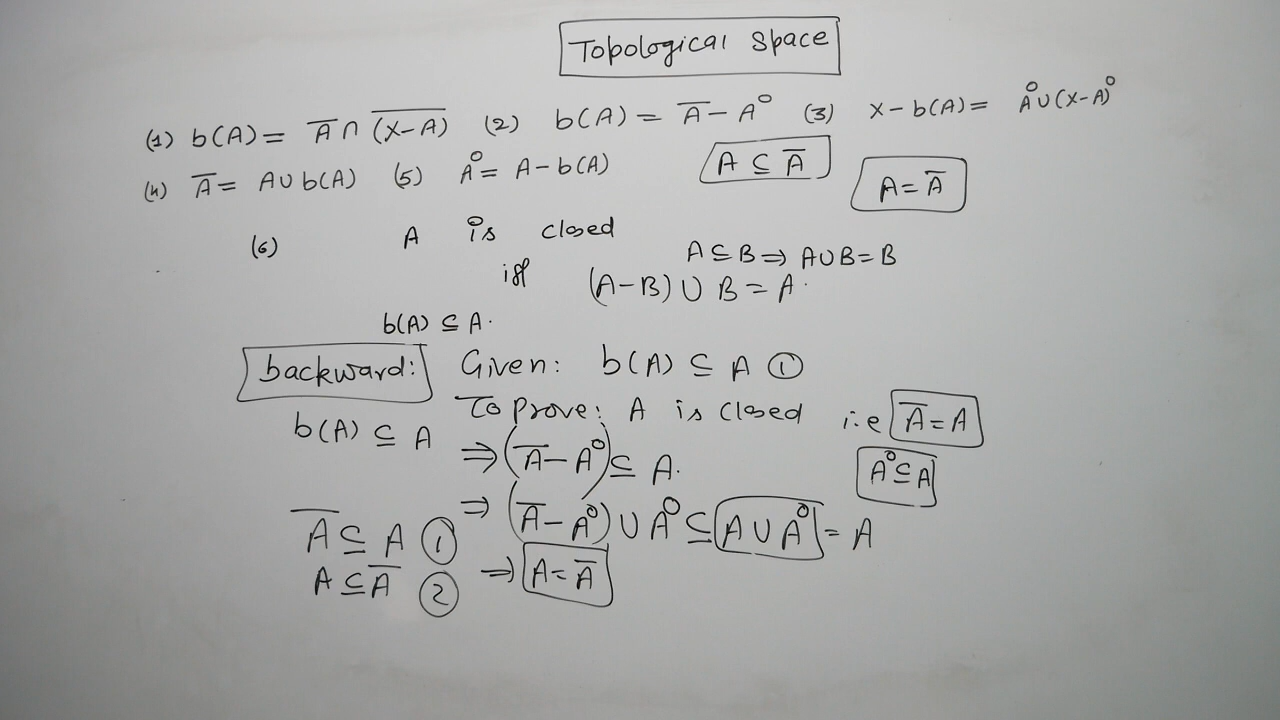 Topological Space
(1) b(A) = A̅ ∩ \overline{(X-A)} (2) b(A) = A̅ - A° (3) X - b(A) = A° ∪ (X-A)°
(4) A̅ = A ∪ b(A) (5) A° = A - b(A) A ⊆ A̅ A = A̅
(6) A is closed
iff
A ⊆ B ⇒ A ∪ B = B
(A - B) ∪ B = A.
b(A) ⊆ A.
backward: Given: b(A) ⊆ A ①
To prove: A is closed i.e A̅ = A
b(A) ⊆ A ⇒ (A̅ - A°) ⊆ A. A° ⊆ A
⇒ (A̅ - A°) ∪ A° ⊆ A ∪ A° = A
A̅ ⊆ A ①
A ⊆ A̅ ② ⇒ A = A̅